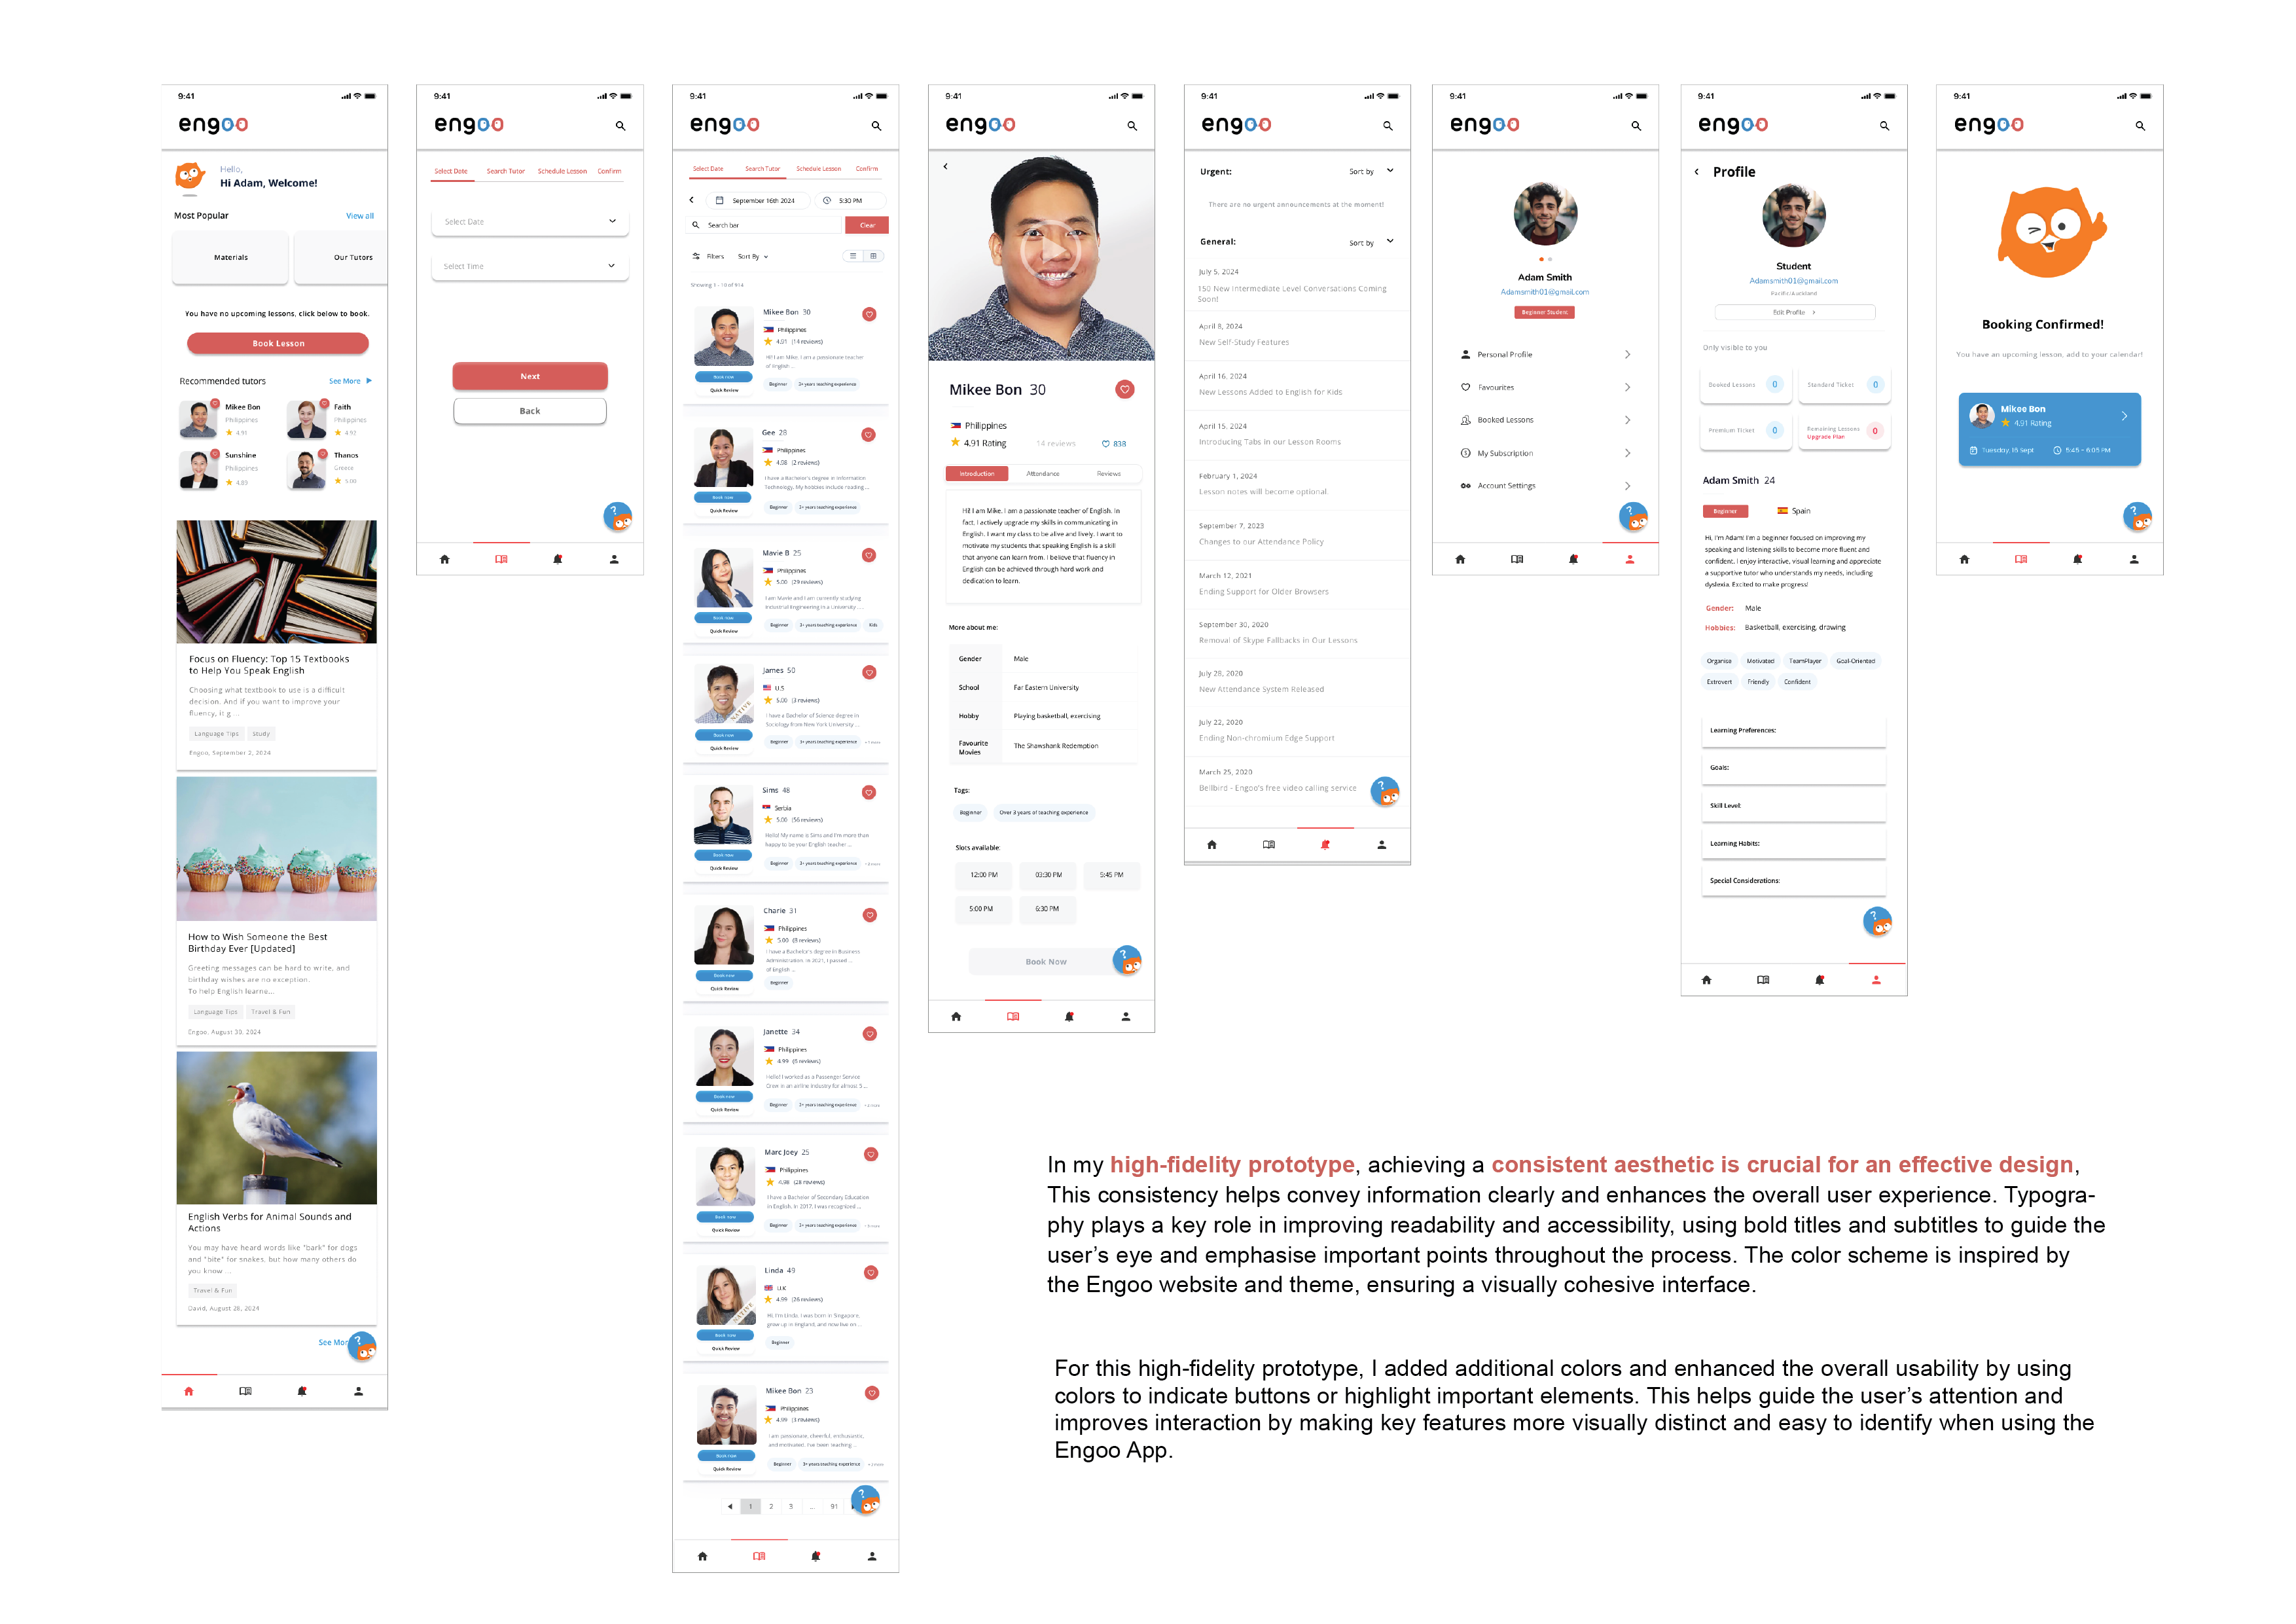 9:41
engoo
Hello,
Hi Adam, Welcome!
Most Popular
View all
Materials
Our Tutors
You have no upcoming lessons, click below to book.
Book Lesson
Recommended tutors
See More
Mikee Bon
Philippines
4.91
Faith
Philippines
4.92
Sunshine
Philippines
4.89
Thanos
Greece
5.00
Focus on Fluency: Top 15 Textbooks
to Help You Speak English
Choosing what textbook to use is a difficult
decision. And if you want to improve your
fluency, it g ...
Language Tips
Study
Engoo, September 2, 2024
How to Wish Someone the Best
Birthday Ever [Updated]
Greeting messages can be hard to write, and
birthday wishes are no exception.
To help English learne...
Language Tips
Travel & Fun
Engoo, August 30, 2024
English Verbs for Animal Sounds and
Actions
You may have heard words like "bark" for dogs
and "bite" for snakes, but how many others do
you know ...
Travel & Fun
David, August 28, 2024
See Mor
9:41
engoo
Select Date
Search Tutor
Schedule Lesson
Confirm
Select Date
Select Time
Next
Back
9:41
engoo
Select Date
Search Tutor
Schedule Lesson
Confirm
September 16th 2024
5:30 PM
Search bar
Clear
Filters
Sort By
Showing 1 - 10 of 914
Mikee Bon 30
Philippines
4.91 (14 reviews)
Hi! I am Mike. I am a passionate teacher
of English ...
Book now
Quick Review
Beginner
3+ years teaching experience
Gee 28
Philippines
4.98 (2 reviews)
I have a Bachelor's degree in Information
Technology. My hobbies include reading ...
Book now
Quick Review
Beginner
3+ years teaching experience
Mavie B 25
Philippines
5.00 (29 reviews)
I am Mavie and I am currently studying
Industrial Engineering in a University ....
Book now
Quick Review
Beginner
3+ years teaching experience
Kids
James 50
U.S
5.00 (3 reviews)
I have a Bachelor of Science degree in
Sociology from New York University ...
NATIVE
Book now
Quick Review
Beginner
3+ years teaching experience
Sims 48
Serbia
5.00 (56 reviews)
Hello! My name is Sims and I'm more than
happy to be your English teacher ...
Book now
Quick Review
Beginner
3+ years teaching experience
Charie 31
Philippines
5.00 (8 reviews)
I have a Bachelor's degree in Business
Administration. In 2021, I passed ...
of English ...
Book now
Quick Review
Beginner
Janette 34
Philippines
4.99 (5 reviews)
Hello! I worked as a Passenger Service
Crew in an airline industry for almost 5 ...
Book now
Quick Review
Beginner
3+ years teaching experience
Marc Joey 25
Philippines
4.98 (28 reviews)
I have a Bachelor of Secondary Education
in English. In 2017, I was recognized ...
Book now
Quick Review
Beginner
3+ years teaching experience
Linda 49
U.K
4.99 (26 reviews)
Hi, I'm Linda. I was born in Singapore,
grew up in England, and now live on ...
NATIVE
Book now
Quick Review
Beginner
Mikee Bon 23
Philippines
4.99 (3 reviews)
I am passionate, cheerful, enthusiastic,
and motivated. I've been teaching ...
Book now
Quick Review
Beginner
3+ years teaching experience
1 2 3 ... 91
9:41
engoo
Mikee Bon 30
Philippines
4.91 Rating
14 reviews
838
Introduction
Attendance
Reviews
Hi! I am Mike. I am a passionate teacher of English. In
fact, I actively upgrade my skills in communicating in
English. I want my class to be alive and lively. I want to
motivate my students that speaking English is a skill
that anyone can learn from. I believe that fluency in
English can be achieved through hard work and
dedication to learn.
More about me:
Gender
Male
School
Far Eastern University
Hobby
Playing basketball, exercising
Favourite
Movies
The Shawshank Redemption
Tags:
Beginner
Over 3 years of teaching experience
Slots available:
12:00 PM
03:30 PM
5:45 PM
5:00 PM
6:30 PM
Book Now
9:41
engoo
Urgent:
Sort by
There are no urgent announcements at the moment!
General:
Sort by
July 5, 2024
150 New Intermediate Level Conversations Coming
Soon!
April 8, 2024
New Self-Study Features
April 16, 2024
New Lessons Added to English for Kids
April 15, 2024
Introducing Tabs in our Lesson Rooms
February 1, 2024
Lesson notes will become optional
September 7, 2023
Changes to our Attendance Policy
March 12, 2021
Ending Support for Older Browsers
September 30, 2020
Removal of Skype Fallbacks in Our Lessons
July 28, 2020
New Attendance System Released
July 22, 2020
Ending Non-chromium Edge Support
March 25, 2020
Bellbird - Engoo's free video calling service
9:41
engoo
Adam Smith
Adamsmith01@gmail.com
Beginner Student
Personal Profile
Favourites
Booked Lessons
My Subscription
Account Settings
9:41
engoo
Profile
Student
Adamsmith01@gmail.com
Pacific/Auckland
Edit Profile
Only visible to you
Booked Lessons 0
Standard Ticket 0
Premium Ticket 0
Remaining Lessons 0
Upgrade Plan
Adam Smith 24
Beginner
Spain
Hi, I'm Adam! I'm a beginner focused on improving my
speaking and listening skills to become more fluent and
confident. I enjoy interactive, visual learning and appreciate
a supportive tutor who understands my needs, including
dyslexia. Excited to make progress!
Gender: Male
Hobbies: Basketball, exercising, drawing
Organise
Motivated
TeamPlayer
Goal-Oriented
Extrovert
Friendly
Confident
Learning Preferences:
Goals:
Skill Level:
Learning Habits:
Special Considerations:
9:41
engoo
Booking Confirmed!
You have an upcoming lesson, add to your calendar!
Mikee Bon
4.91 Rating
Tuesday, 16 Sept
5:45 - 6:05 PM
In my high-fidelity prototype, achieving a consistent aesthetic is crucial for an effective design,
This consistency helps convey information clearly and enhances the overall user experience. Typogra-
phy plays a key role in improving readability and accessibility, using bold titles and subtitles to guide the
user's eye and emphasise important points throughout the process. The color scheme is inspired by
the Engoo website and theme, ensuring a visually cohesive interface.
For this high-fidelity prototype, I added additional colors and enhanced the overall usability by using
colors to indicate buttons or highlight important elements. This helps guide the user's attention and
improves interaction by making key features more visually distinct and easy to identify when using the
Engoo App.